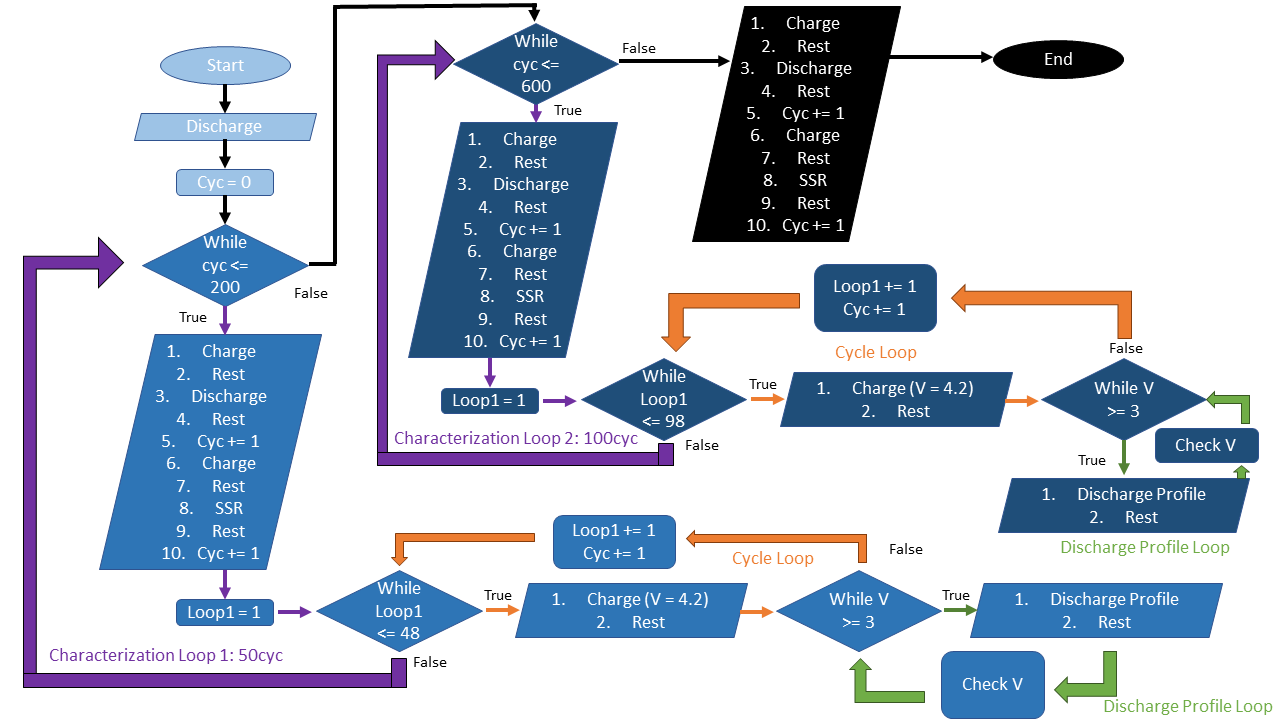 Start
Discharge
Cyc = 0
While
cyc <=
200
False
True
1. Charge
2. Rest
3. Discharge
4. Rest
5. Cyc += 1
6. Charge
7. Rest
8. SSR
9. Rest
10. Cyc += 1
Loop1 = 1
While
Loop1
<= 48
True
False
Characterization Loop 1: 50cyc
1. Charge (V = 4.2)
2. Rest
While V
>= 3
True
False
1. Discharge Profile
2. Rest
Check V
Discharge Profile Loop
Loop1 += 1
Cyc += 1
Cycle Loop
While
cyc <=
600
False
True
1. Charge
2. Rest
3. Discharge
4. Rest
5. Cyc += 1
6. Charge
7. Rest
8. SSR
9. Rest
10. Cyc += 1
Loop1 = 1
While
Loop1
<= 98
True
False
Characterization Loop 2: 100cyc
1. Charge (V = 4.2)
2. Rest
While V
>= 3
False
True
1. Discharge Profile
2. Rest
Check V
Discharge Profile Loop
Loop1 += 1
Cyc += 1
Cycle Loop
1. Charge
2. Rest
3. Discharge
4. Rest
5. Cyc += 1
6. Charge
7. Rest
8. SSR
9. Rest
10. Cyc += 1
End